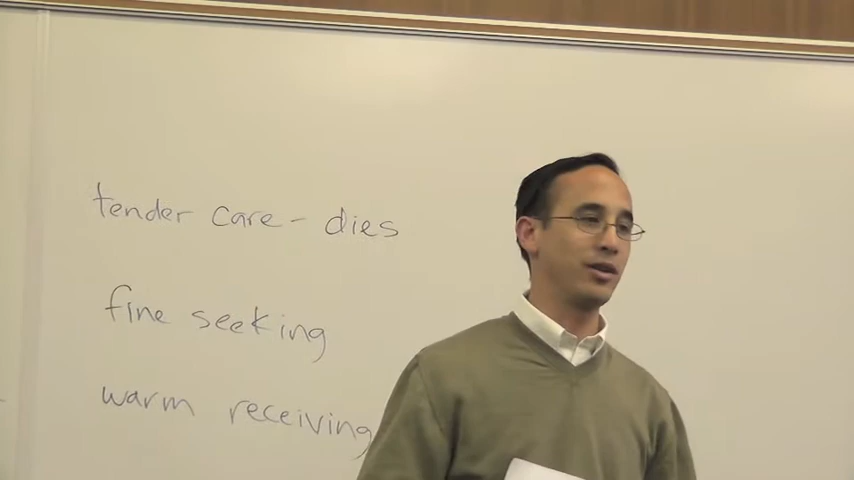 tender care - dies
fine seeking
warm receiving